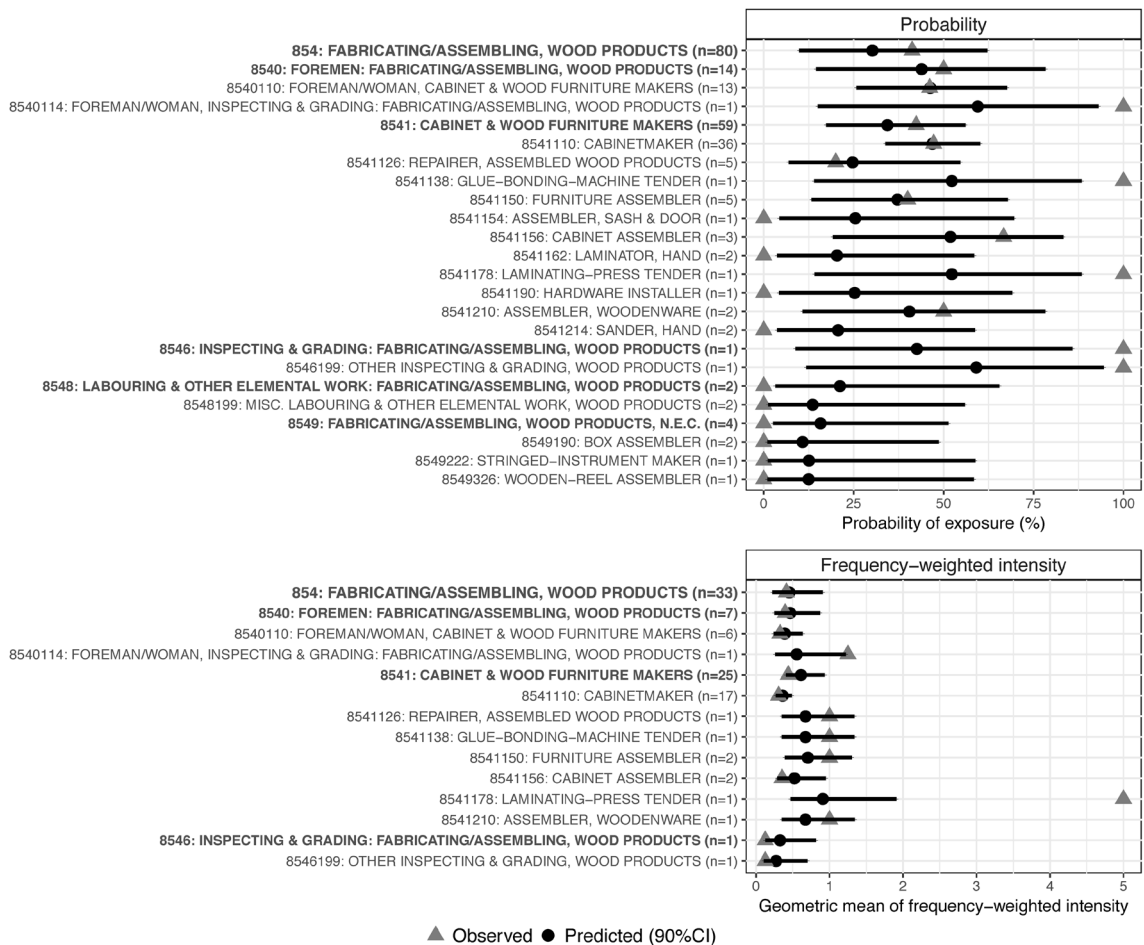 Probability
854: FABRICATING/ASSEMBLING, WOOD PRODUCTS (n=80)
8540: FOREMEN: FABRICATING/ASSEMBLING, WOOD PRODUCTS (n=14)
8540110: FOREMAN/WOMAN, CABINET & WOOD FURNITURE MAKERS (n=13)
8540114: FOREMAN/WOMAN, INSPECTING & GRADING: FABRICATING/ASSEMBLING, WOOD PRODUCTS (n=1)
8541: CABINET & WOOD FURNITURE MAKERS (n=59)
8541110: CABINETMAKER (n=36)
8541126: REPAIRER, ASSEMBLED WOOD PRODUCTS (n=5)
8541138: GLUE−BONDING−MACHINE TENDER (n=1)
8541150: FURNITURE ASSEMBLER (n=5)
8541154: ASSEMBLER, SASH & DOOR (n=1)
8541156: CABINET ASSEMBLER (n=3)
8541162: LAMINATOR, HAND (n=2)
8541178: LAMINATING−PRESS TENDER (n=1)
8541190: HARDWARE INSTALLER (n=1)
8541210: ASSEMBLER, WOODENWARE (n=2)
8541214: SANDER, HAND (n=2)
8546: INSPECTING & GRADING: FABRICATING/ASSEMBLING, WOOD PRODUCTS (n=1)
8546199: OTHER INSPECTING & GRADING, WOOD PRODUCTS (n=1)
8548: LABOURING & OTHER ELEMENTAL WORK: FABRICATING/ASSEMBLING, WOOD PRODUCTS (n=2)
8548199: MISC. LABOURING & OTHER ELEMENTAL WORK, WOOD PRODUCTS (n=2)
8549: FABRICATING/ASSEMBLING, WOOD PRODUCTS, N.E.C. (n=4)
8549190: BOX ASSEMBLER (n=2)
8549222: STRINGED−INSTRUMENT MAKER (n=1)
8549326: WOODEN−REEL ASSEMBLER (n=1)
0 25 50 75 100
Probability of exposure (%)
Frequency−weighted intensity
854: FABRICATING/ASSEMBLING, WOOD PRODUCTS (n=33)
8540: FOREMEN: FABRICATING/ASSEMBLING, WOOD PRODUCTS (n=7)
8540110: FOREMAN/WOMAN, CABINET & WOOD FURNITURE MAKERS (n=6)
8540114: FOREMAN/WOMAN, INSPECTING & GRADING: FABRICATING/ASSEMBLING, WOOD PRODUCTS (n=1)
8541: CABINET & WOOD FURNITURE MAKERS (n=25)
8541110: CABINETMAKER (n=17)
8541126: REPAIRER, ASSEMBLED WOOD PRODUCTS (n=1)
8541138: GLUE−BONDING−MACHINE TENDER (n=1)
8541150: FURNITURE ASSEMBLER (n=2)
8541156: CABINET ASSEMBLER (n=2)
8541178: LAMINATING−PRESS TENDER (n=1)
8541210: ASSEMBLER, WOODENWARE (n=1)
8546: INSPECTING & GRADING: FABRICATING/ASSEMBLING, WOOD PRODUCTS (n=1)
8546199: OTHER INSPECTING & GRADING, WOOD PRODUCTS (n=1)
0 1 2 3 4 5
Geometric mean of frequency−weighted intensity
Observed Predicted (90%CI)